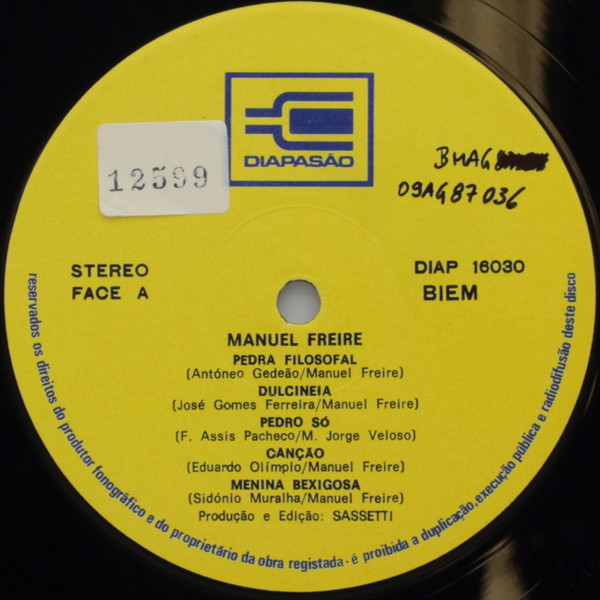 DIAPASÃO
12599
BMAG
09AG87 036
STEREO
FACE A
DIAP 16030
BIEM
MANUEL FREIRE
PEDRA FILOSOFAL
(Antóneo Gedeão/Manuel Freire)
DULCINEIA
(José Gomes Ferreira/Manuel Freire)
PEDRO SÓ
(F. Assis Pacheco/M. Jorge Veloso)
CANÇÃO
(Eduardo Olímpio/Manuel Freire)
MENINA BEXIGOSA
(Sidónio Muralha/Manuel Freire)
Produção e Edição: SASSETTI
reservados os direitos do produtor fonográfico e do proprietário da obra registada - é proibida a duplicação, execução pública e radiodifusão deste disco